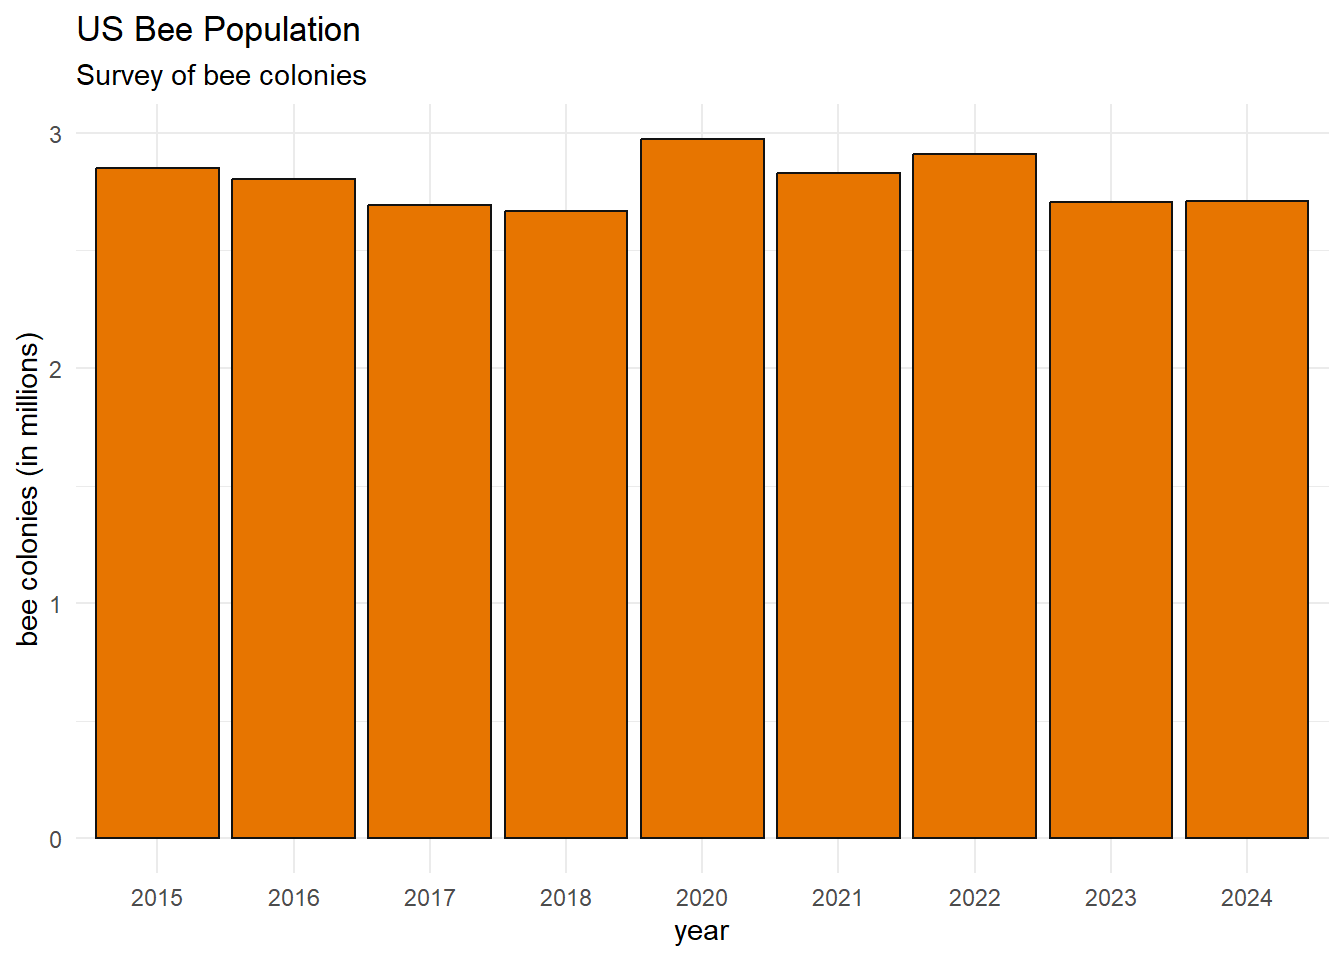 US Bee Population
Survey of bee colonies
bee colonies (in millions)
3
2
1
0
2015 2016 2017 2018 2020 2021 2022 2023 2024
year